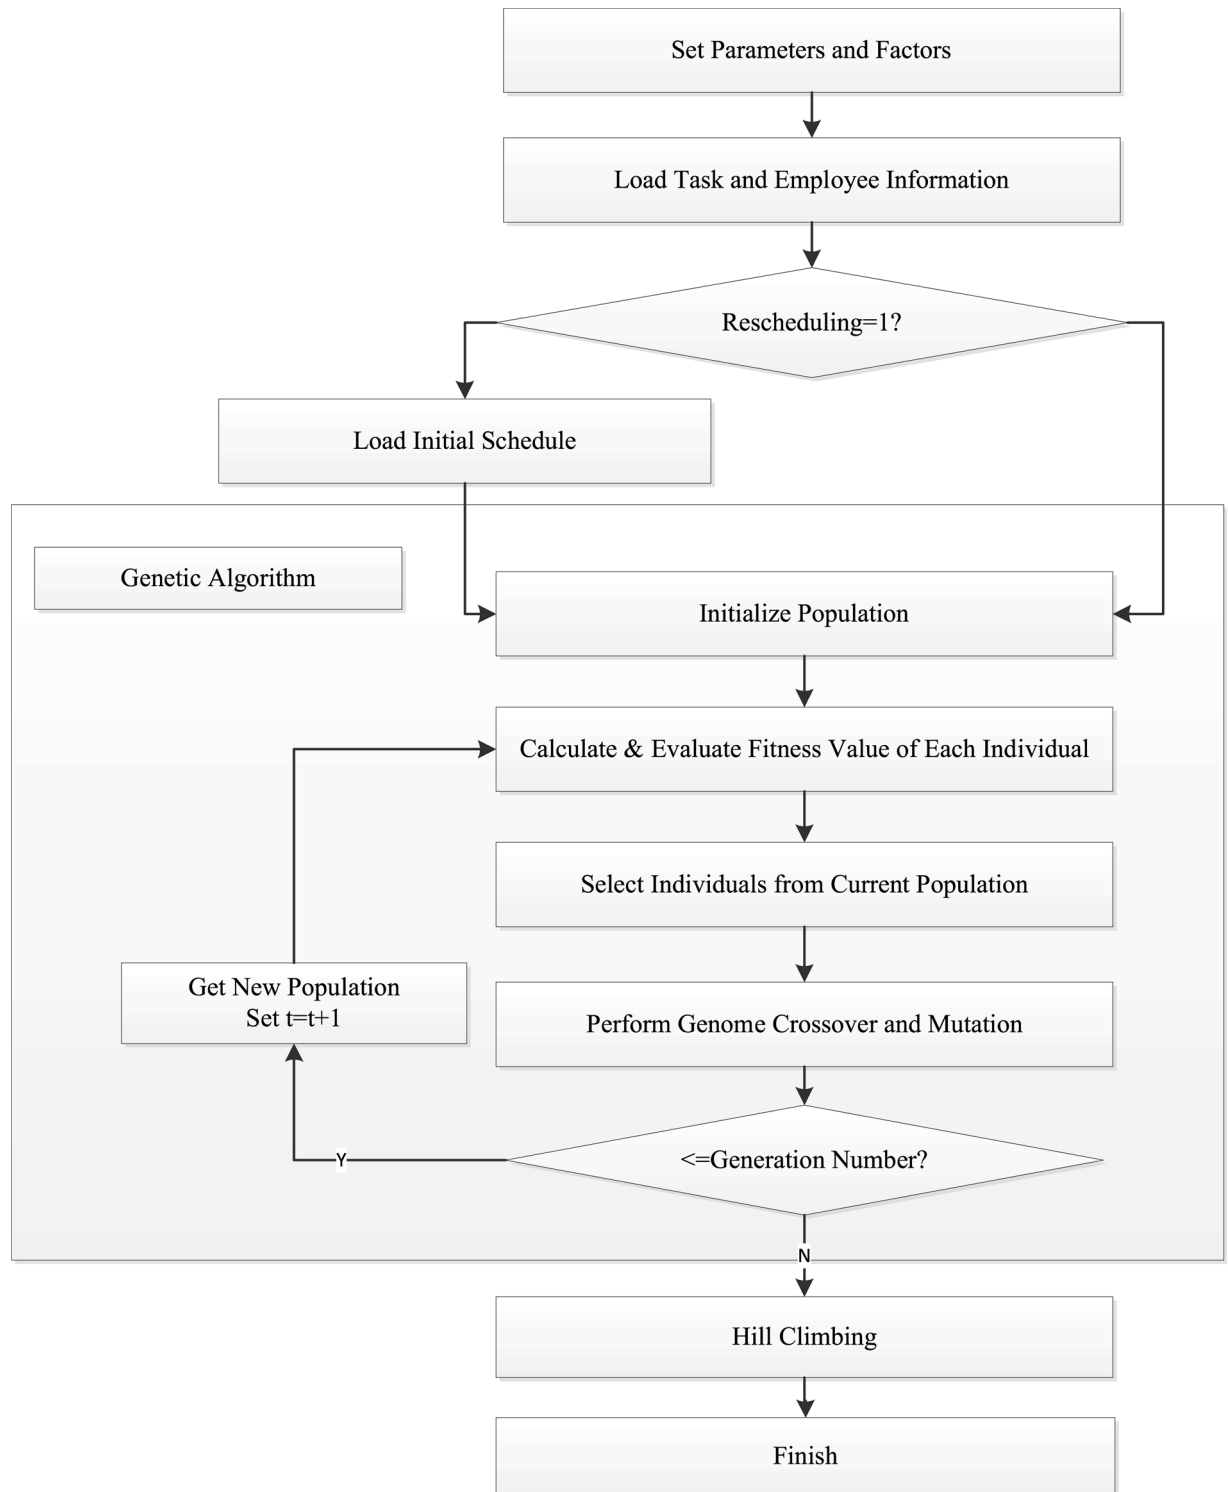 Set Parameters and Factors
Load Task and Employee Information
Rescheduling=1?
Load Initial Schedule
Genetic Algorithm
Initialize Population
Calculate & Evaluate Fitness Value of Each Individual
Select Individuals from Current Population
Get New Population
Set t=t+1
Perform Genome Crossover and Mutation
<=Generation Number?
Y
N
Hill Climbing
Finish